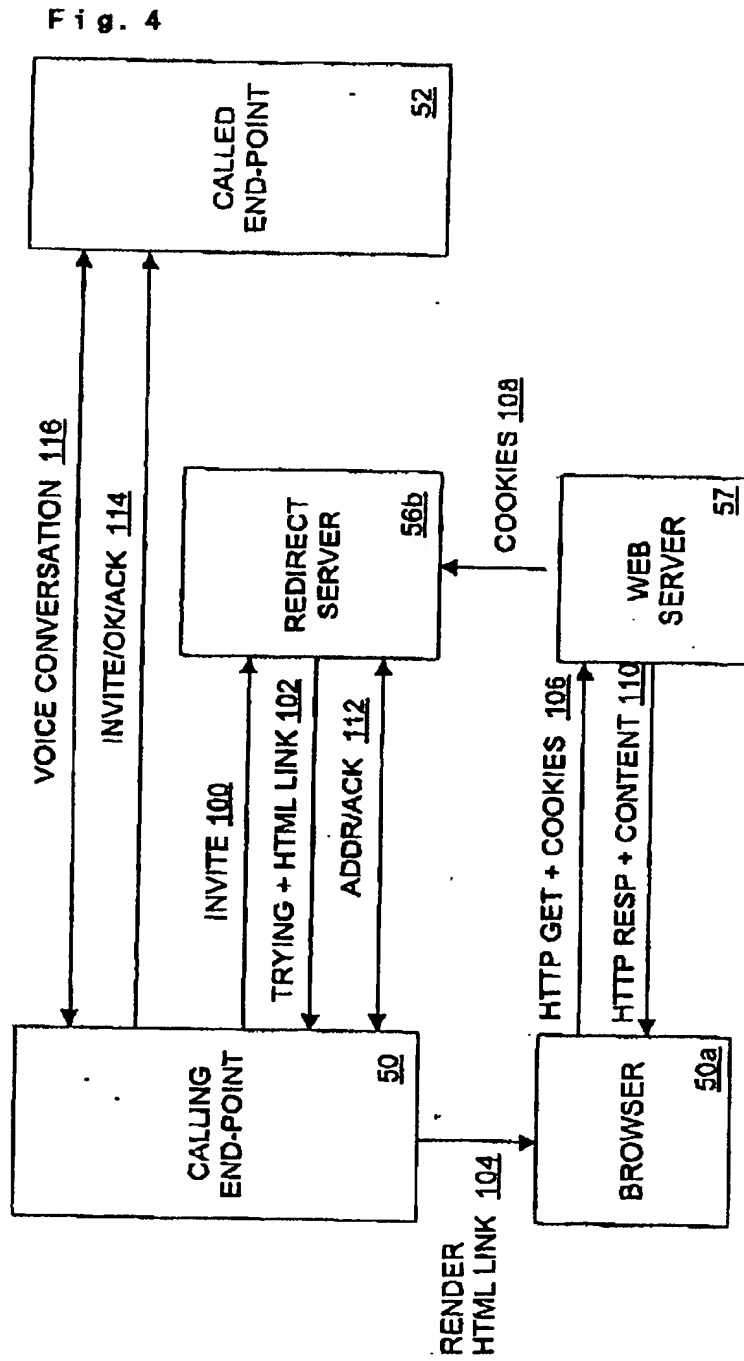 Fig. 4
CALLED
END-POINT
52
VOICE CONVERSATION 116
INVITE/OK/ACK 114
REDIRECT
SERVER
56b
COOKIES 108
WEB
SERVER
57
INVITE 100
TRYING + HTML LINK 102
ADDR/ACK 112
HTTP GET + COOKIES 106
HTTP RESP + CONTENT 110
CALLING
END-POINT
50
RENDER
HTML LINK 104
BROWSER
50a